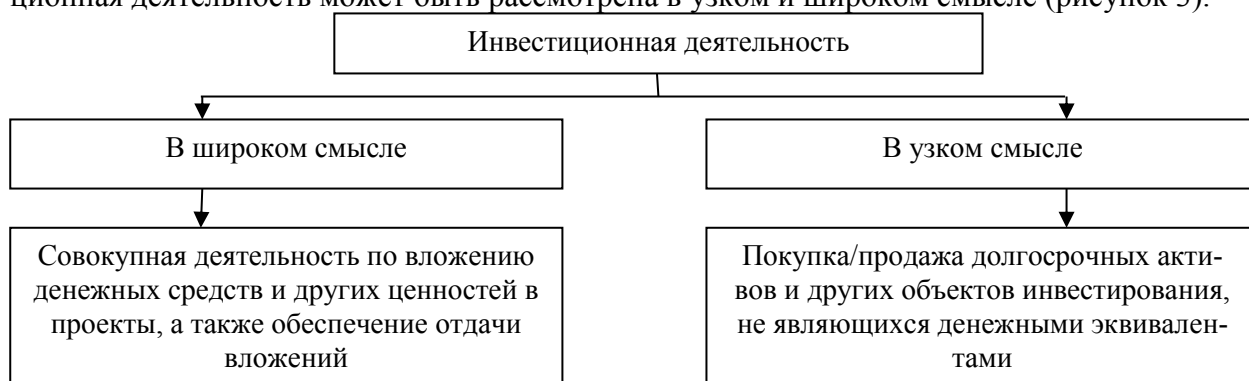 ционная деятельность может быть рассмотрена в узком и широком смысле (рисунок 3).
Инвестиционная деятельность
В широком смысле
В узком смысле
Совокупная деятельность по вложению
денежных средств и других ценностей в
проекты, а также обеспечение отдачи
вложений
Покупка/продажа долгосрочных акти-
вов и других объектов инвестирования,
не являющихся денежными эквивален-
тами